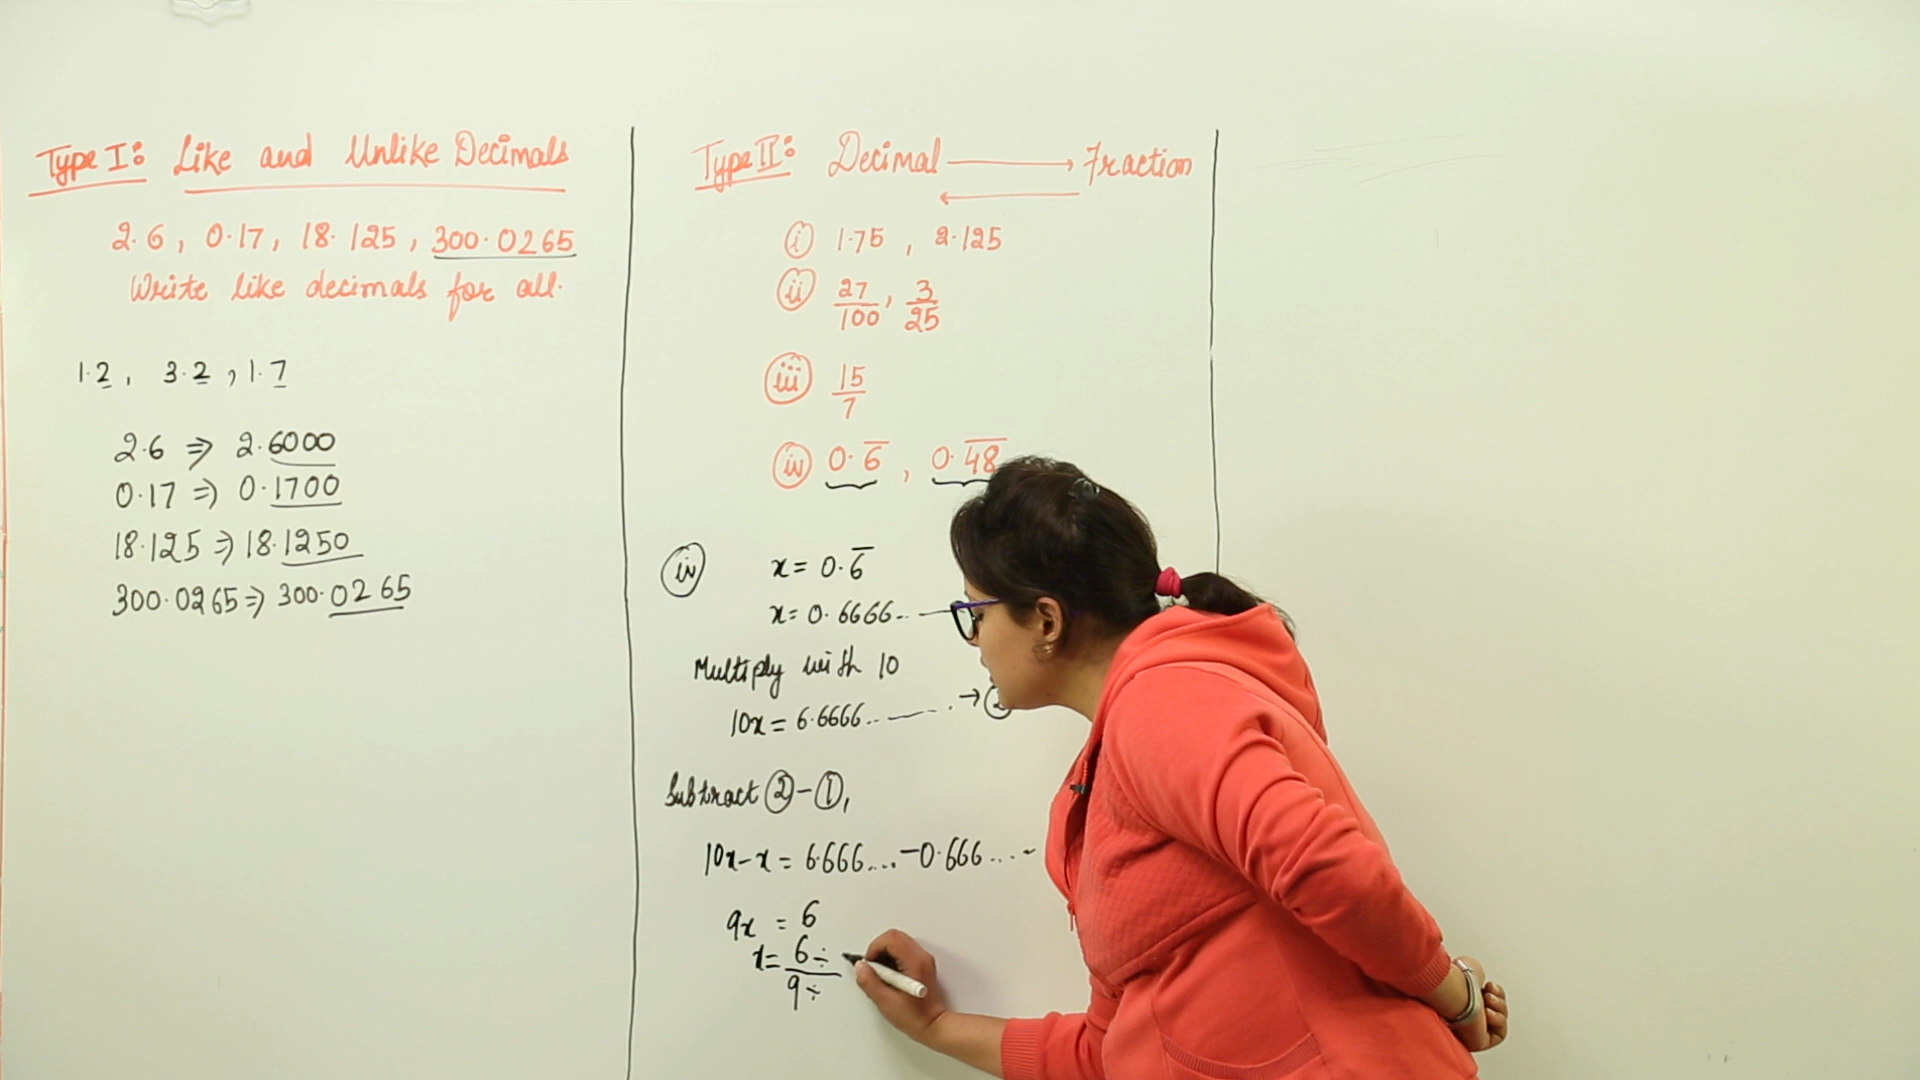 Type I: Like and Unlike Decimals
2.6, 0.17, 18.125, 300.0265
Write like decimals for all.
1.2, 3.2, 1.7
2.6 ⇒ 2.6000
0.17 ⇒ 0.1700
18.125 ⇒ 18.1250
300.0265 ⇒ 300.0265
Type II: Decimal ⟶ Fraction
⟵
(i) 1.75, 2.125
(ii) 27/100, 3/25
(iii) 15/7
(iv) 0.6̅, 0.4̅8̅
(iv) x = 0.6̅
x = 0.6666..
Multiply with 10
10x = 6.6666.. → (2)
Subtract (2)-(1),
10x-x = 6.666...-0.666....
9x = 6
x = 6÷
9÷